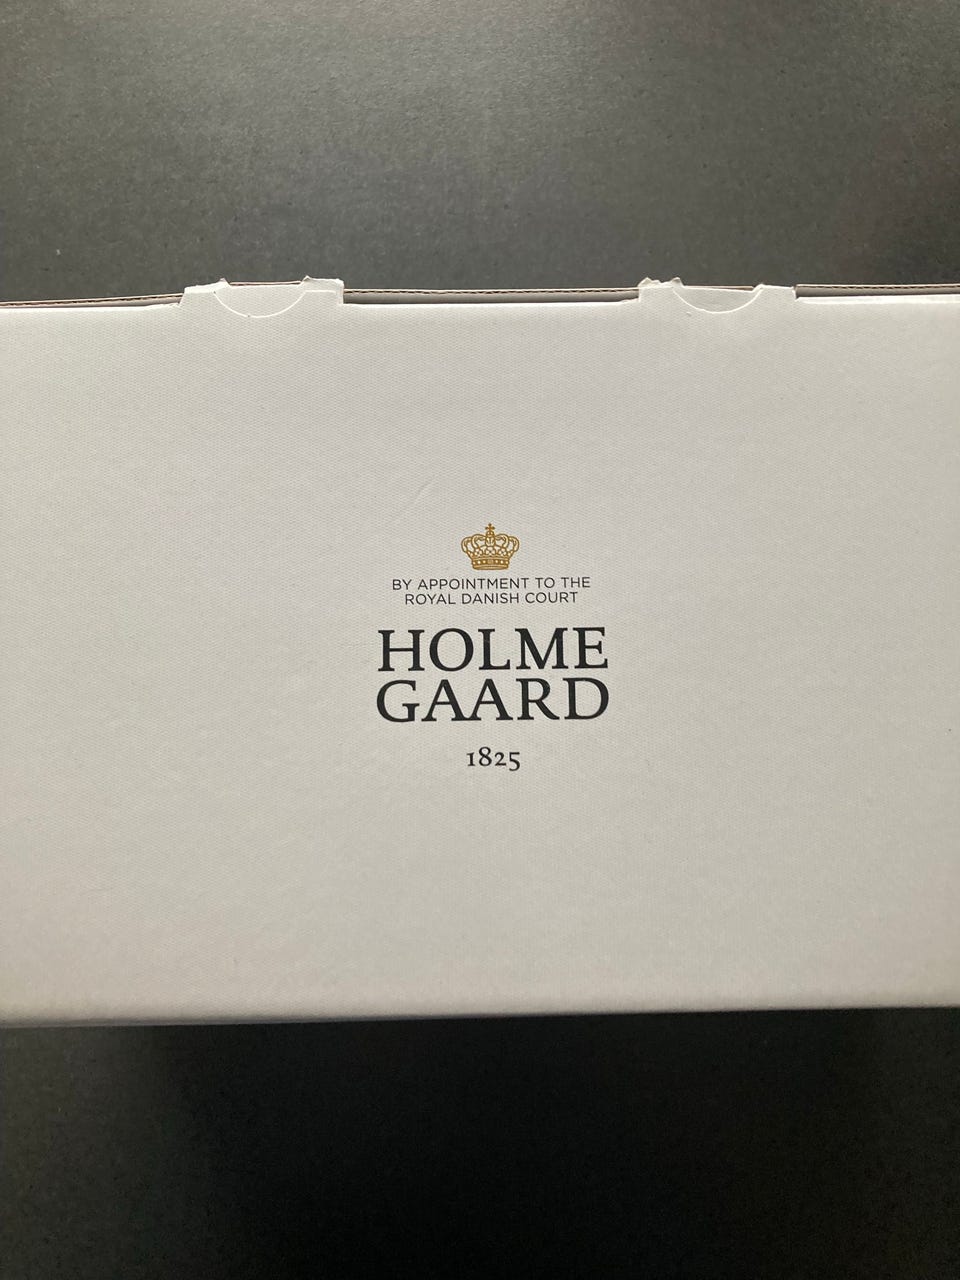 BY APPOINTMENT TO THE
ROYAL DANISH COURT
HOLME
GAARD
1825